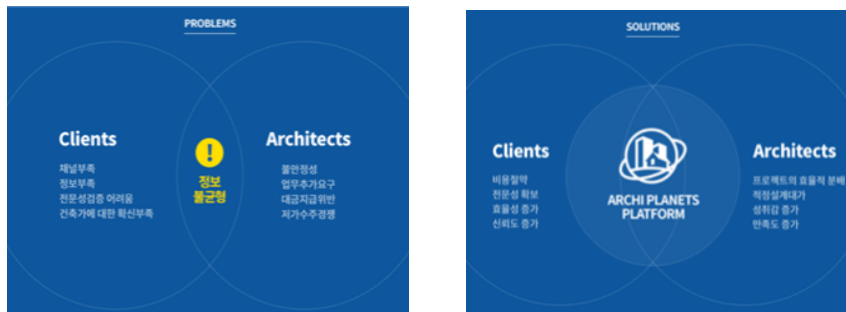 PROBLEMS
Clients
채널부족
정보부족
전문성검증 어려움
건축가에 대한 확신부족
!
정보
불균형
Architects
불안정성
업무추가요구
대금지급위반
저가수주경쟁
SOLUTIONS
Clients
비용절약
전문성 확보
효율성 증가
신뢰도 증가
ARCHI PLANETS
PLATFORM
Architects
프로젝트의 효율적 분배
적정설계대가
성취감 증가
만족도 증가